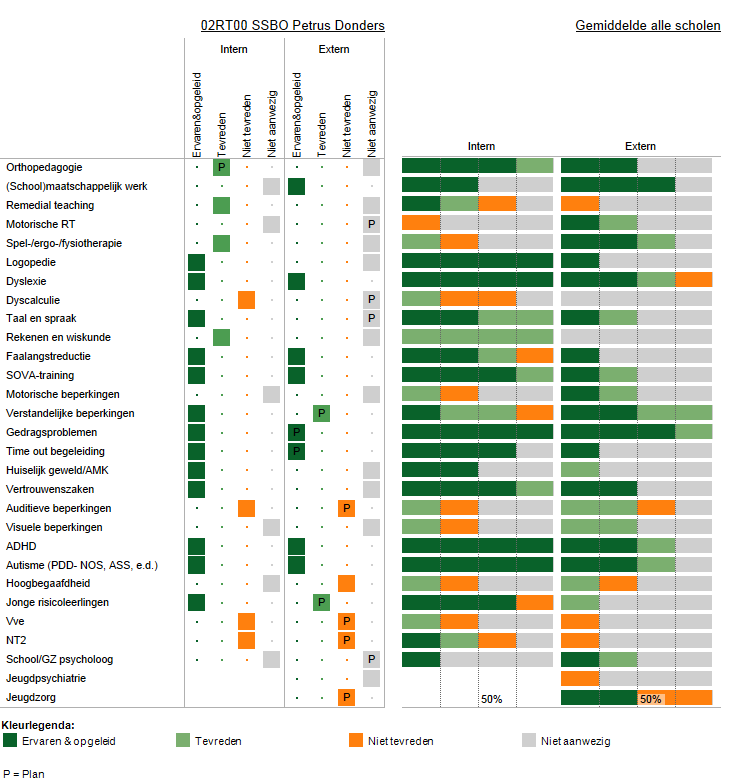 02RT00 SSBO Petrus Donders
Gemiddelde alle scholen
Intern
Extern
Ervaren&opgeleid
Tevreden
Niet tevreden
Niet aanwezig
Ervaren&opgeleid
Tevreden
Niet tevreden
Niet aanwezig
Intern
Extern
Orthopedagogie P
(School)maatschappelijk werk
Remedial teaching
Motorische RT P
Spel-/ergo-/fysiotherapie
Logopedie
Dyslexie
Dyscalculie P
Taal en spraak P
Rekenen en wiskunde
Faalangstreductie
SOVA-training
Motorische beperkingen
Verstandelijke beperkingen P
Gedragsproblemen P
Time out begeleiding P
Huiselijk geweld/AMK
Vertrouwenszaken
Auditieve beperkingen P
Visuele beperkingen
ADHD
Autisme (PDD- NOS, ASS, e.d.)
Hoogbegaafdheid
Jonge risicoleerlingen P
Vve P
NT2 P
School/GZ psycholoog P
Jeugdpsychiatrie
Jeugdzorg P 50% 50%
Kleurlegenda:
Ervaren & opgeleid Tevreden Niet tevreden Niet aanwezig
P = Plan